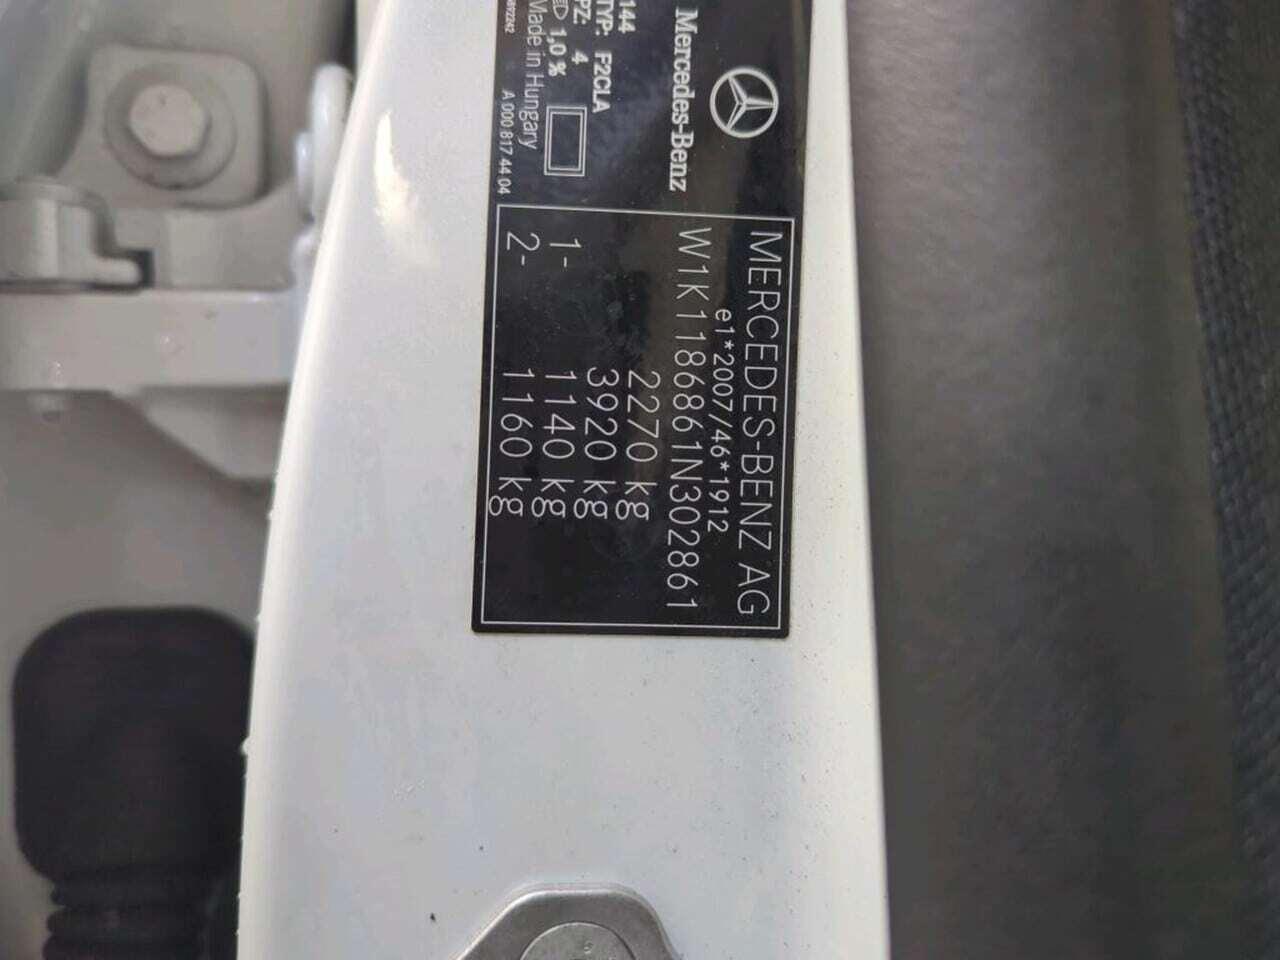 Mercedes-Benz
144
TYP: F2CLA
PZ: 4
1,0 %
Made in Hungary
A 000 817 44 04
MERCEDES-BENZ AG
e1*2007/46*1912
W1K1186861N302861
2270 kg
3920 kg
1- 1140 kg
2- 1160 kg